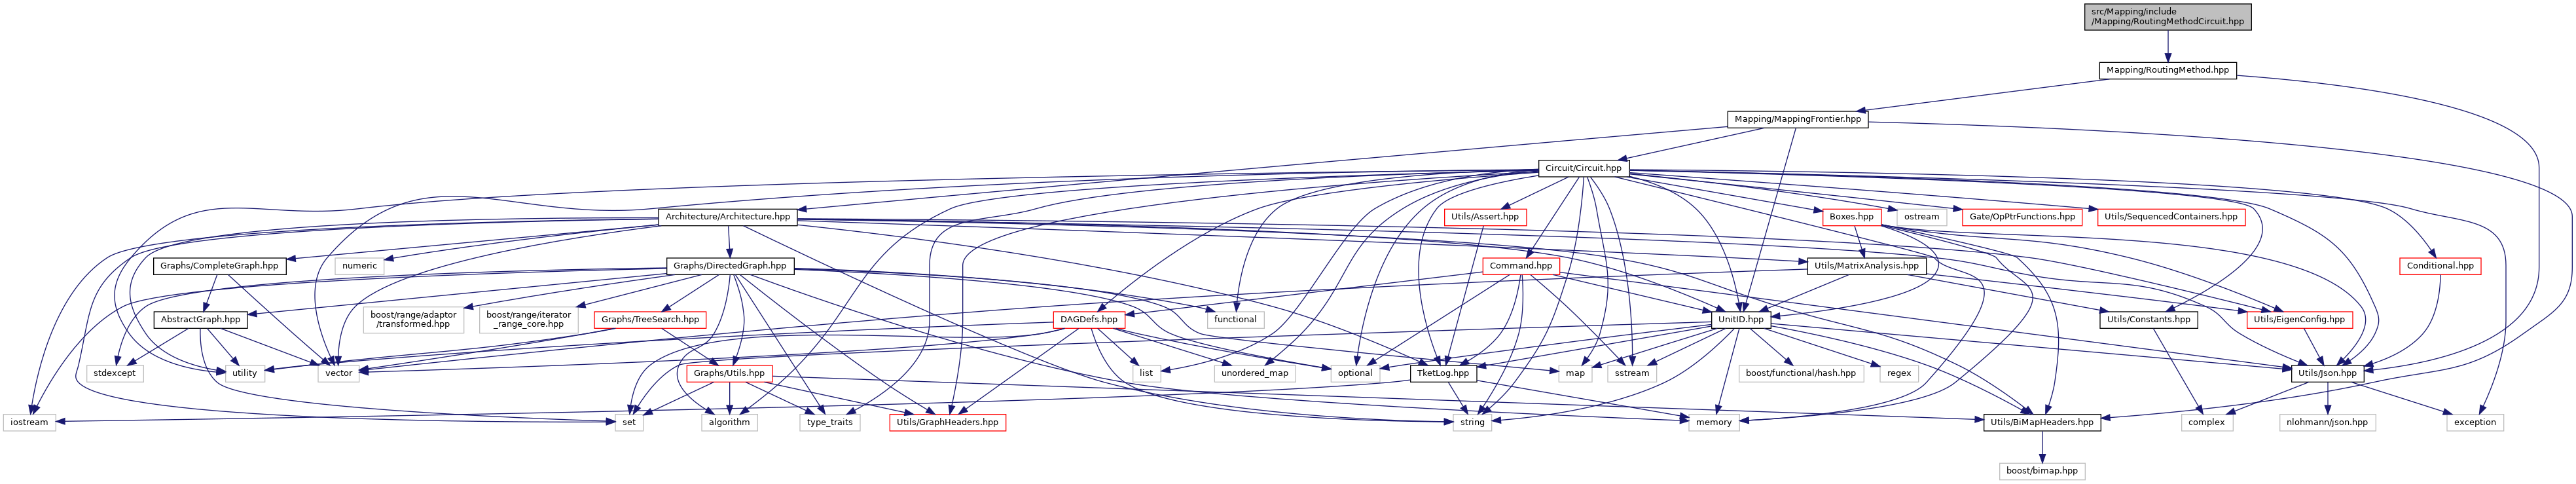 src/Mapping/include
/Mapping/RoutingMethodCircuit.hpp
Mapping/RoutingMethod.hpp
Mapping/MappingFrontier.hpp
Circuit/Circuit.hpp
Architecture/Architecture.hpp
Utils/Assert.hpp
Boxes.hpp
ostream
Gate/OpPtrFunctions.hpp
Utils/SequencedContainers.hpp
Graphs/CompleteGraph.hpp
numeric
Graphs/DirectedGraph.hpp
Command.hpp
Utils/MatrixAnalysis.hpp
Conditional.hpp
AbstractGraph.hpp
boost/range/adaptor
/transformed.hpp
boost/range/iterator
_range_core.hpp
Graphs/TreeSearch.hpp
DAGDefs.hpp
functional
UnitID.hpp
Utils/Constants.hpp
Utils/EigenConfig.hpp
stdexcept
utility
vector
Graphs/Utils.hpp
list
unordered_map
optional
TketLog.hpp
map
sstream
boost/functional/hash.hpp
regex
Utils/Json.hpp
iostream
set
algorithm
type_traits
Utils/GraphHeaders.hpp
string
memory
Utils/BiMapHeaders.hpp
complex
nlohmann/json.hpp
exception
boost/bimap.hpp